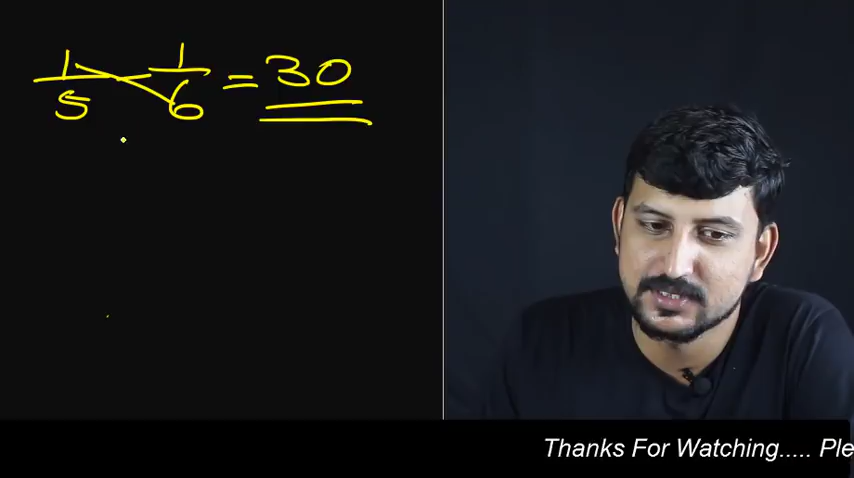 1/5 - 1/6 = 30
Thanks For Watching..... Ple